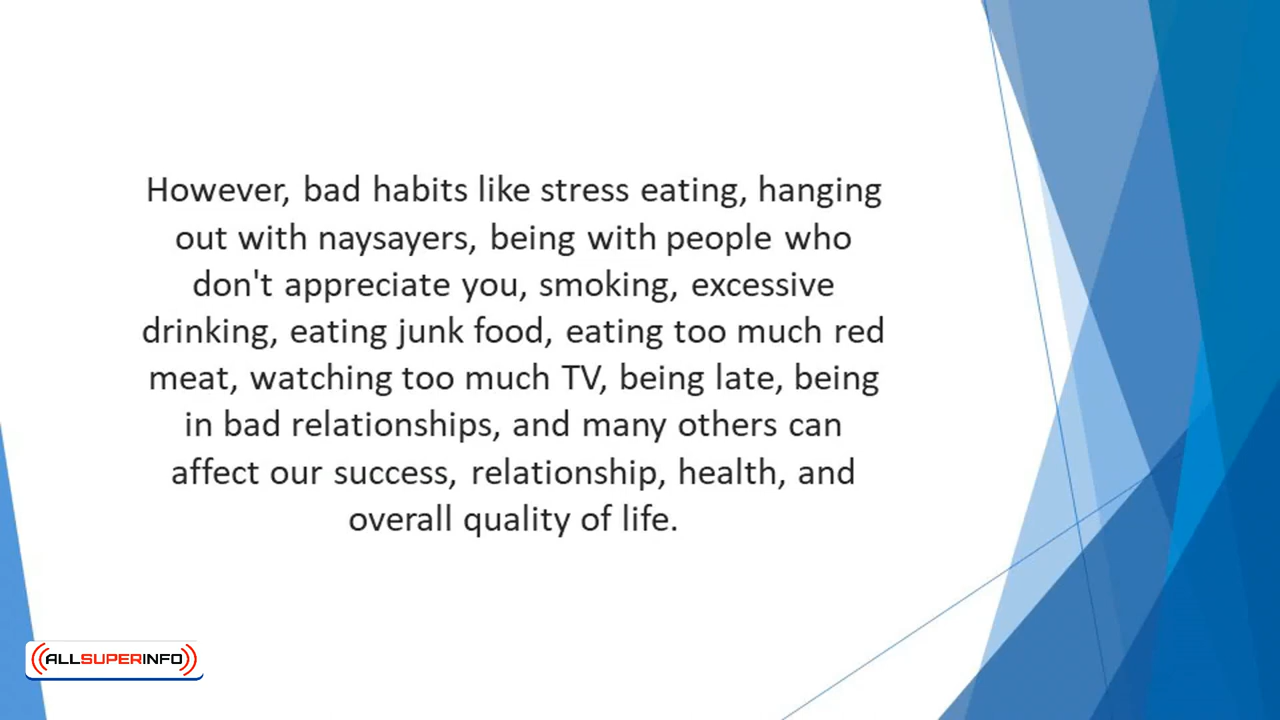 However, bad habits like stress eating, hanging
out with naysayers, being with people who
don't appreciate you, smoking, excessive
drinking, eating junk food, eating too much red
meat, watching too much TV, being late, being
in bad relationships, and many others can
affect our success, relationship, health, and
overall quality of life.
ALLSUPERINFO